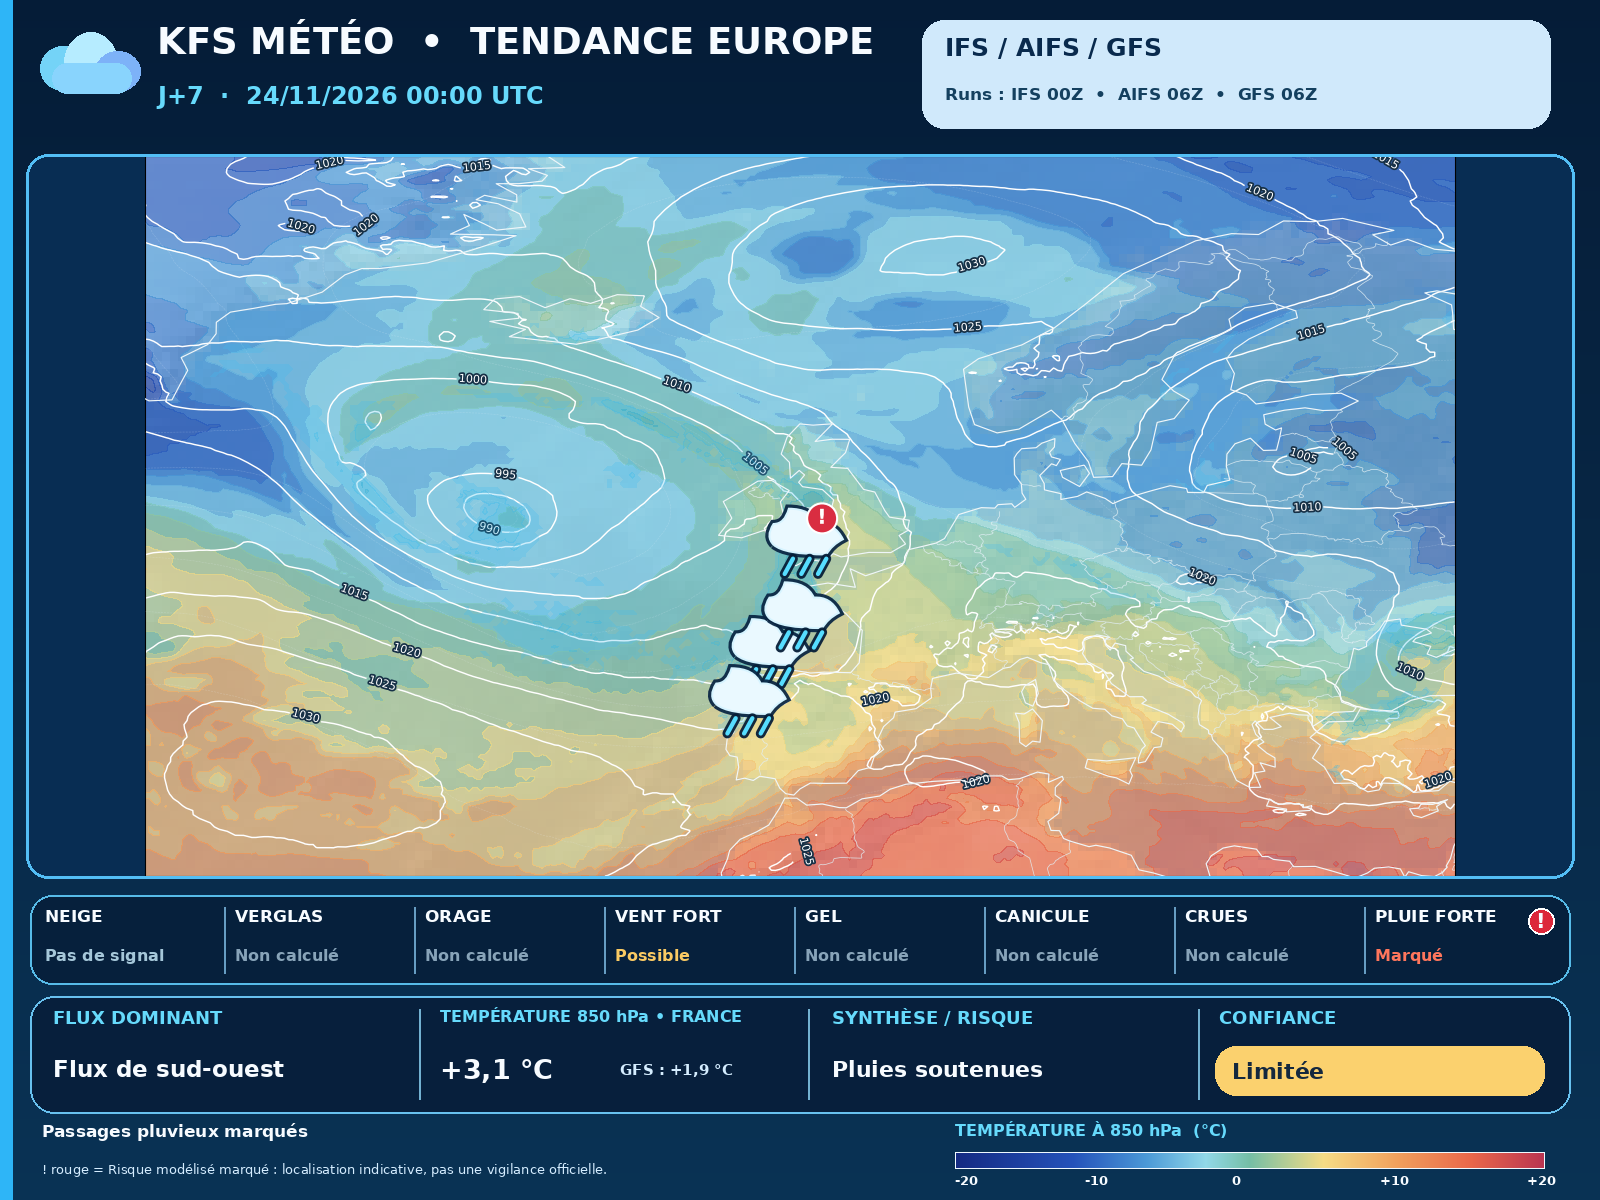 KFS MÉTÉO • TENDANCE EUROPE
J+7 · 24/11/2026 00:00 UTC
IFS / AIFS / GFS
Runs : IFS 00Z • AIFS 06Z • GFS 06Z
1020
1015
1015
1020
1020
1020
1030
1025
1015
1000
1010
1005
1005
1005
995
990
1010
1015
1020
1020
1025
1010
1020
1030
1020
1020
1025
!
NEIGE
Pas de signal
VERGLAS
Non calculé
ORAGE
Non calculé
VENT FORT
Possible
GEL
Non calculé
CANICULE
Non calculé
CRUES
Non calculé
PLUIE FORTE
!
Marqué
FLUX DOMINANT
Flux de sud-ouest
TEMPÉRATURE 850 hPa • FRANCE
+3,1 °C
GFS : +1,9 °C
SYNTHÈSE / RISQUE
Pluies soutenues
CONFIANCE
Limitée
Passages pluvieux marqués
! rouge = Risque modélisé marqué : localisation indicative, pas une vigilance officielle.
TEMPÉRATURE À 850 hPa (°C)
-20 -10 0 +10 +20